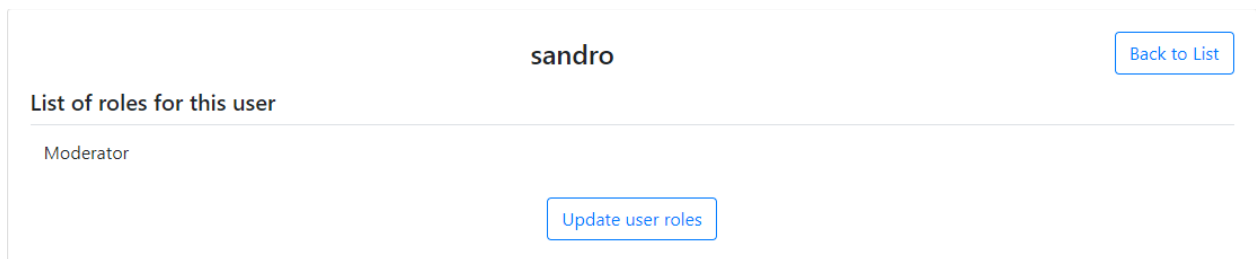 sandro
Back to List
List of roles for this user
Moderator
Update user roles